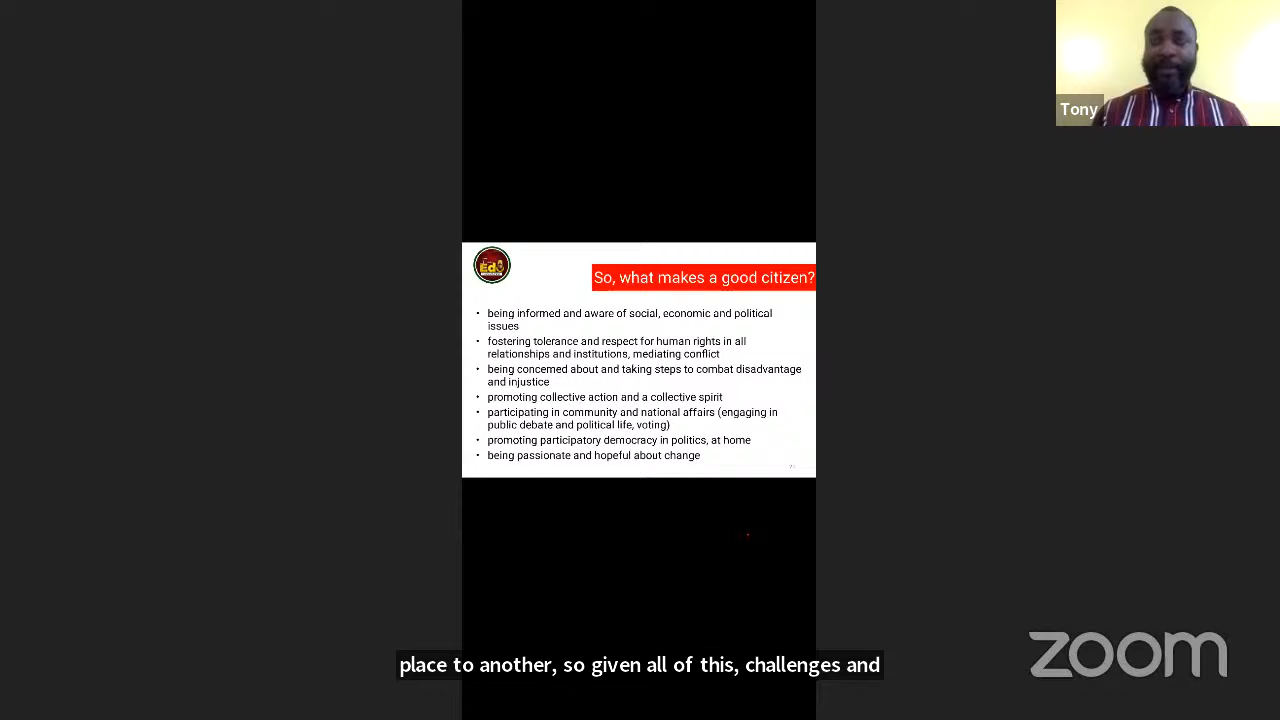 Tony
Ed
So, what makes a good citizen?
• being informed and aware of social, economic and political
issues
• fostering tolerance and respect for human rights in all
relationships and institutions, mediating conflict
• being concerned about and taking steps to combat disadvantage
and injustice
• promoting collective action and a collective spirit
• participating in community and national affairs (engaging in
public debate and political life, voting)
• promoting participatory democracy in politics, at home
• being passionate and hopeful about change
place to another, so given all of this, challenges and
zoom